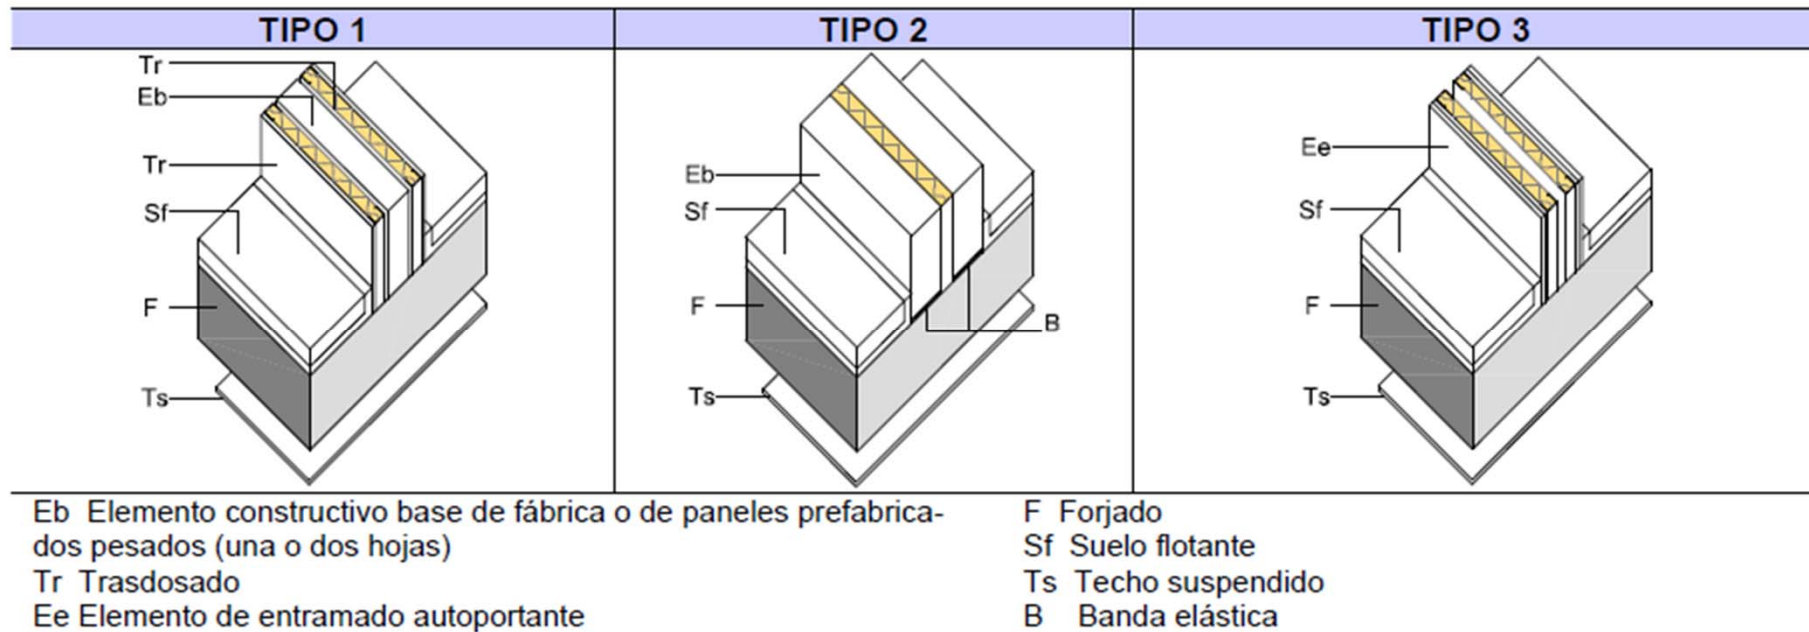 TIPO 1
TIPO 2
TIPO 3
Tr
Eb
Tr
Sf
F
Ts
Eb
Sf
F
B
Ts
Ee
Sf
F
Ts
Eb Elemento constructivo base de fábrica o de paneles prefabrica-
dos pesados (una o dos hojas)
Tr Trasdosado
Ee Elemento de entramado autoportante
F Forjado
Sf Suelo flotante
Ts Techo suspendido
B Banda elástica